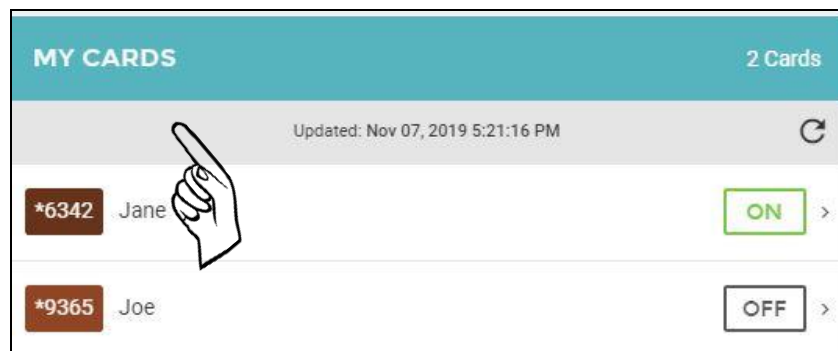 MY CARDS 2 Cards
Updated: Nov 07, 2019 5:21:16 PM
*6342 Jane ON >
*9365 Joe OFF >